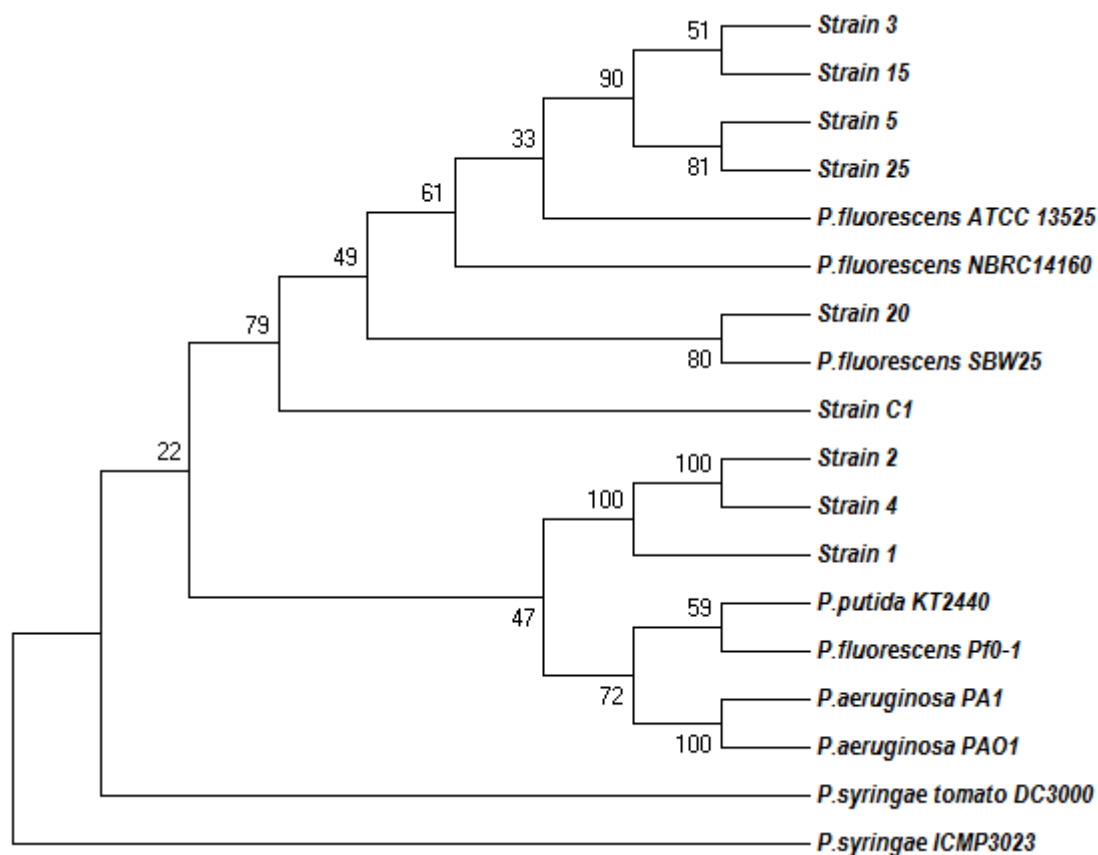 51
Strain 3
Strain 15
90
Strain 5
81
Strain 25
33
P.fluorescens ATCC 13525
61
P.fluorescens NBRC14160
49
Strain 20
80
P.fluorescens SBW25
79
Strain C1
22
100
Strain 2
Strain 4
100
Strain 1
47
59
P.putida KT2440
P.fluorescens Pf0-1
72
P.aeruginosa PA1
100
P.aeruginosa PAO1
P.syringae tomato DC3000
P.syringae ICMP3023